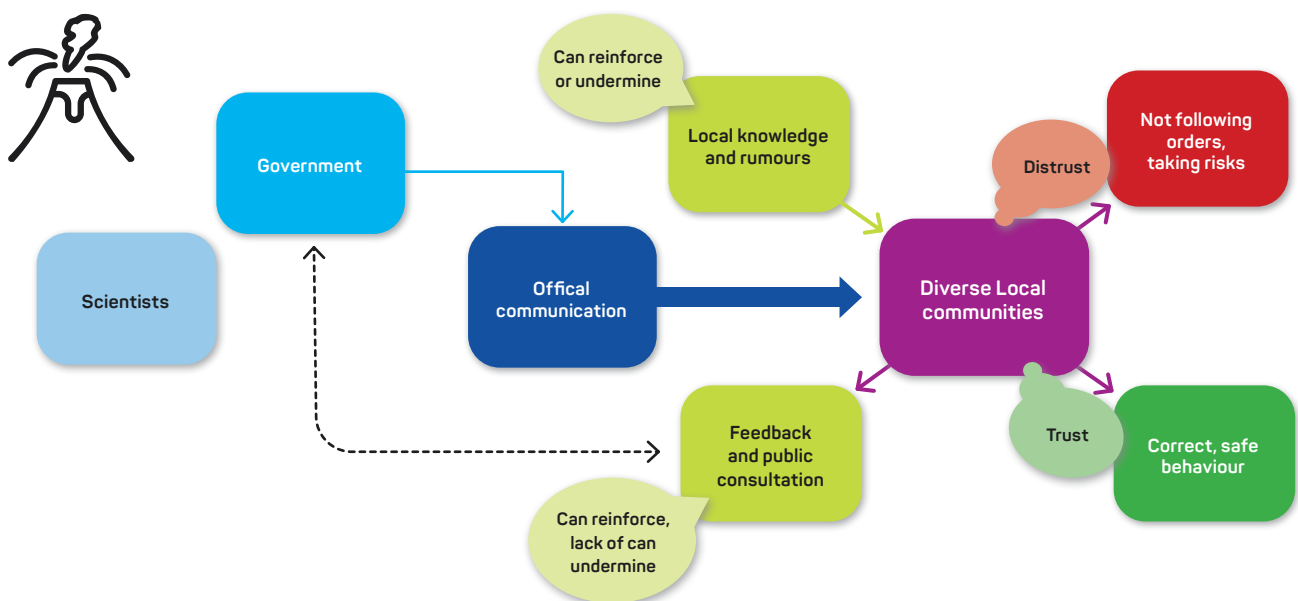 Can reinforce
or undermine
Local knowledge
and rumours
Not following
orders,
taking risks
Distrust
Government
Scientists
Offical
communication
Diverse Local
communities
Feedback
and public
consultation
Trust
Correct, safe
behaviour
Can reinforce,
lack of can
undermine